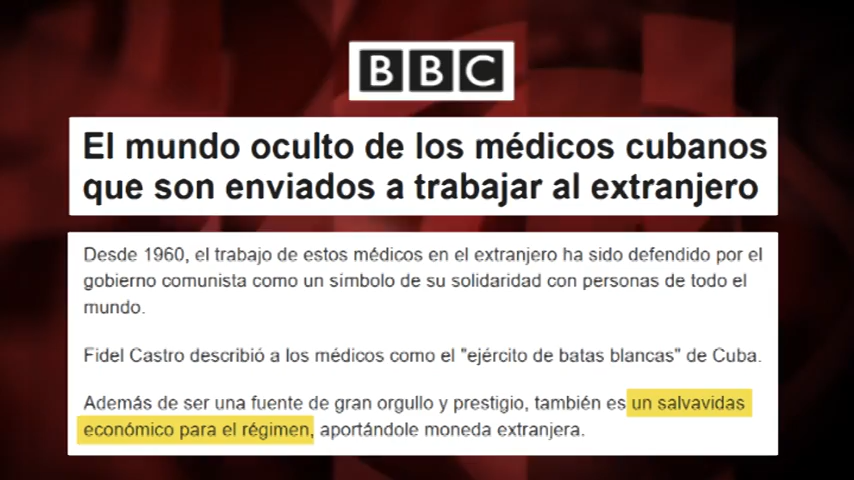 BBC
El mundo oculto de los médicos cubanos
que son enviados a trabajar al extranjero
Desde 1960, el trabajo de estos médicos en el extranjero ha sido defendido por el
gobierno comunista como un símbolo de su solidaridad con personas de todo el
mundo.
Fidel Castro describió a los médicos como el "ejército de batas blancas" de Cuba.
Además de ser una fuente de gran orgullo y prestigio, también es un salvavidas
económico para el régimen, aportándole moneda extranjera.